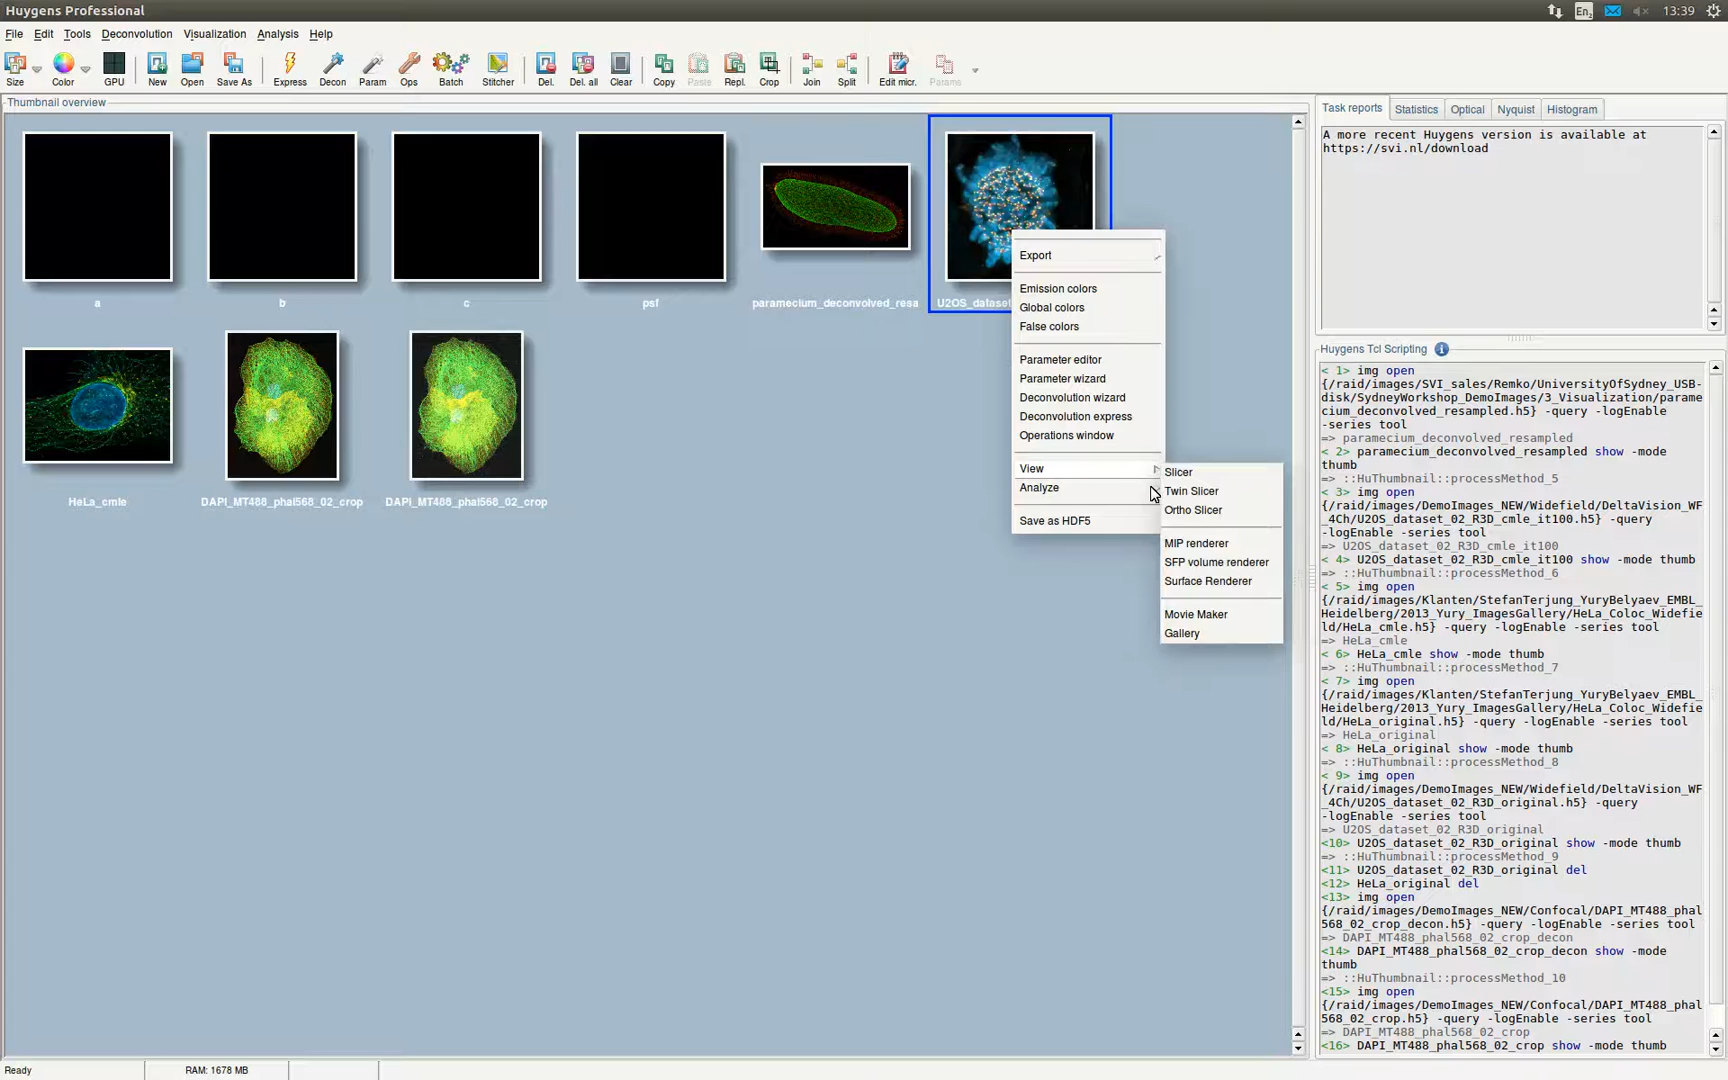 Huygens Professional
En2
13:39
File Edit Tools Deconvolution Visualization Analysis Help
Size Color GPU New Open Save As Express Decon Param Ops Batch Stitcher Del. Del. all Clear Copy Paste Repl. Crop Join Split Edit micr. Params
Thumbnail overview
a b c psf paramecium_deconvolved_resa U2OS_datase
HeLa_cmle DAPI_MT488_phal568_02_crop DAPI_MT488_phal568_02_crop
Export
Emission colors
Global colors
False colors
Parameter editor
Parameter wizard
Deconvolution wizard
Deconvolution express
Operations window
View
Analyze
Save as HDF5
Slicer
Twin Slicer
Ortho Slicer
MIP renderer
SFP volume renderer
Surface Renderer
Movie Maker
Gallery
Task reports Statistics Optical Nyquist Histogram
A more recent Huygens version is available at
https://svi.nl/download
Huygens Tcl Scripting
< 1> img open
{/raid/images/SVI_sales/Remko/UniversityOfSydney_USB-
disk/SydneyWorkshop_DemoImages/3_Visualization/parame
cium_deconvolved_resampled.h5} -query -logEnable
-series tool
=> paramecium_deconvolved_resampled
< 2> paramecium_deconvolved_resampled show -mode
thumb
=> ::HuThumbnail::processMethod_5
< 3> img open
{/raid/images/DemoImages_NEW/Widefield/DeltaVision_WF
_4Ch/U2OS_dataset_02_R3D_cmle_it100.h5} -query
-logEnable -series tool
=> U2OS_dataset_02_R3D_cmle_it100
< 4> U2OS_dataset_02_R3D_cmle_it100 show -mode thumb
=> ::HuThumbnail::processMethod_6
< 5> img open
{/raid/images/Klanten/StefanTerjung_YuryBelyaev_EMBL_
Heidelberg/2013_Yury_ImagesGallery/HeLa_Coloc_Widefie
ld/HeLa_cmle.h5} -query -logEnable -series tool
=> HeLa_cmle
< 6> HeLa_cmle show -mode thumb
=> ::HuThumbnail::processMethod_7
< 7> img open
{/raid/images/Klanten/StefanTerjung_YuryBelyaev_EMBL_
Heidelberg/2013_Yury_ImagesGallery/HeLa_Coloc_Widefie
ld/HeLa_original.h5} -query -logEnable -series tool
=> HeLa_original
< 8> HeLa_original show -mode thumb
=> ::HuThumbnail::processMethod_8
< 9> img open
{/raid/images/DemoImages_NEW/Widefield/DeltaVision_WF
_4Ch/U2OS_dataset_02_R3D_original.h5} -query
-logEnable -series tool
=> U2OS_dataset_02_R3D_original
<10> U2OS_dataset_02_R3D_original show -mode thumb
=> ::HuThumbnail::processMethod_9
<11> U2OS_dataset_02_R3D_original del
<12> HeLa_original del
<13> img open
{/raid/images/DemoImages_NEW/Confocal/DAPI_MT488_phal
568_02_crop_decon.h5} -query -logEnable -series tool
=> DAPI_MT488_phal568_02_crop_decon
<14> DAPI_MT488_phal568_02_crop_decon show -mode
thumb
=> ::HuThumbnail::processMethod_10
<15> img open
{/raid/images/DemoImages_NEW/Confocal/DAPI_MT488_phal
568_02_crop.h5} -query -logEnable -series tool
=> DAPI_MT488_phal568_02_crop
<16> DAPI_MT488_phal568_02_crop show -mode thumb
Ready RAM: 1678 MB